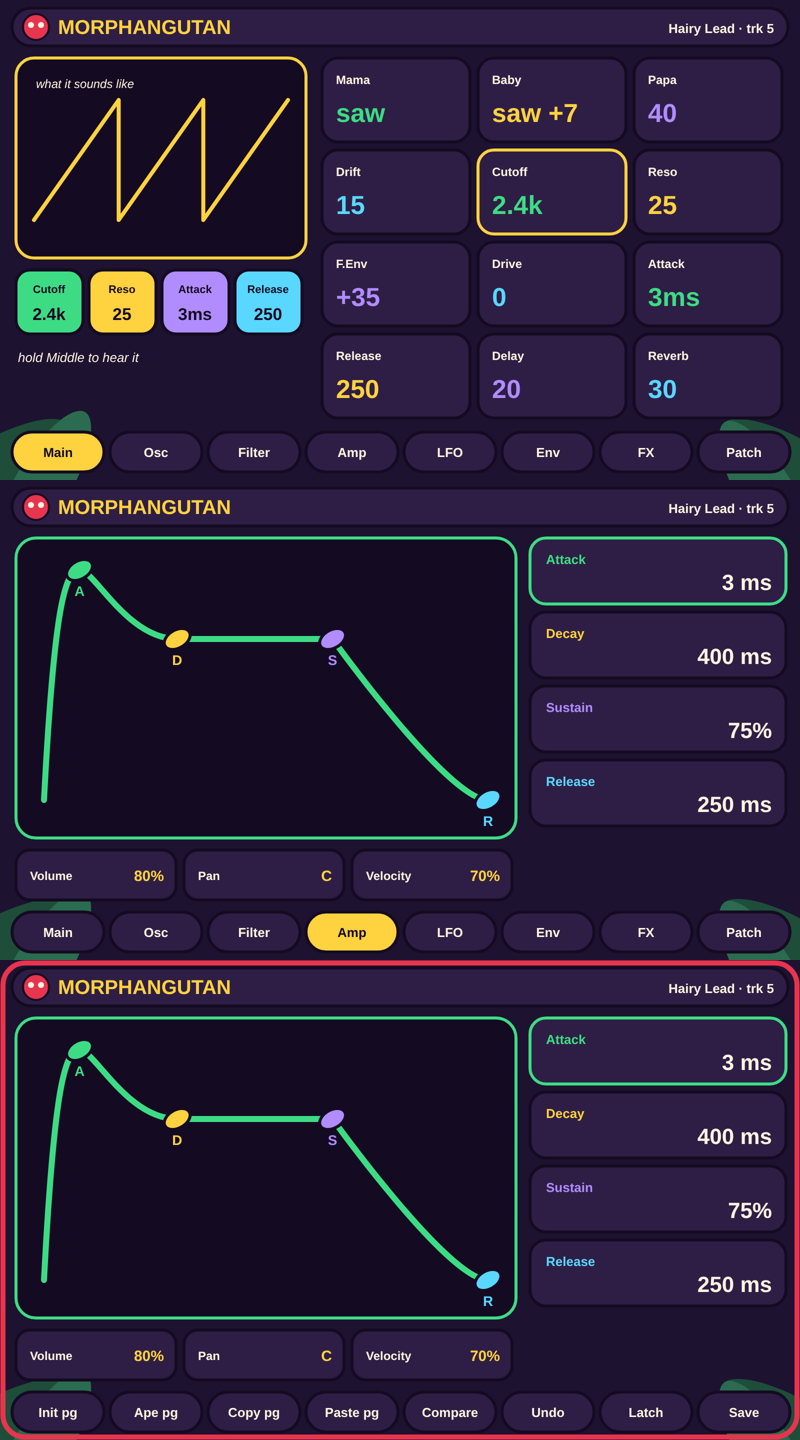 MORPHANGUTAN
Hairy Lead · trk 5
what it sounds like
Mama
saw
Baby
saw +7
Papa
40
Drift
15
Cutoff
2.4k
Reso
25
F.Env
+35
Drive
0
Attack
3ms
Release
250
Delay
20
Reverb
30
Cutoff
2.4k
Reso
25
Attack
3ms
Release
250
hold Middle to hear it
Main
Osc
Filter
Amp
LFO
Env
FX
Patch
MORPHANGUTAN
Hairy Lead · trk 5
A
D
S
R
Attack
3 ms
Decay
400 ms
Sustain
75%
Release
250 ms
Volume
80%
Pan
C
Velocity
70%
Main
Osc
Filter
Amp
LFO
Env
FX
Patch
MORPHANGUTAN
Hairy Lead · trk 5
A
D
S
R
Attack
3 ms
Decay
400 ms
Sustain
75%
Release
250 ms
Volume
80%
Pan
C
Velocity
70%
Init pg
Ape pg
Copy pg
Paste pg
Compare
Undo
Latch
Save